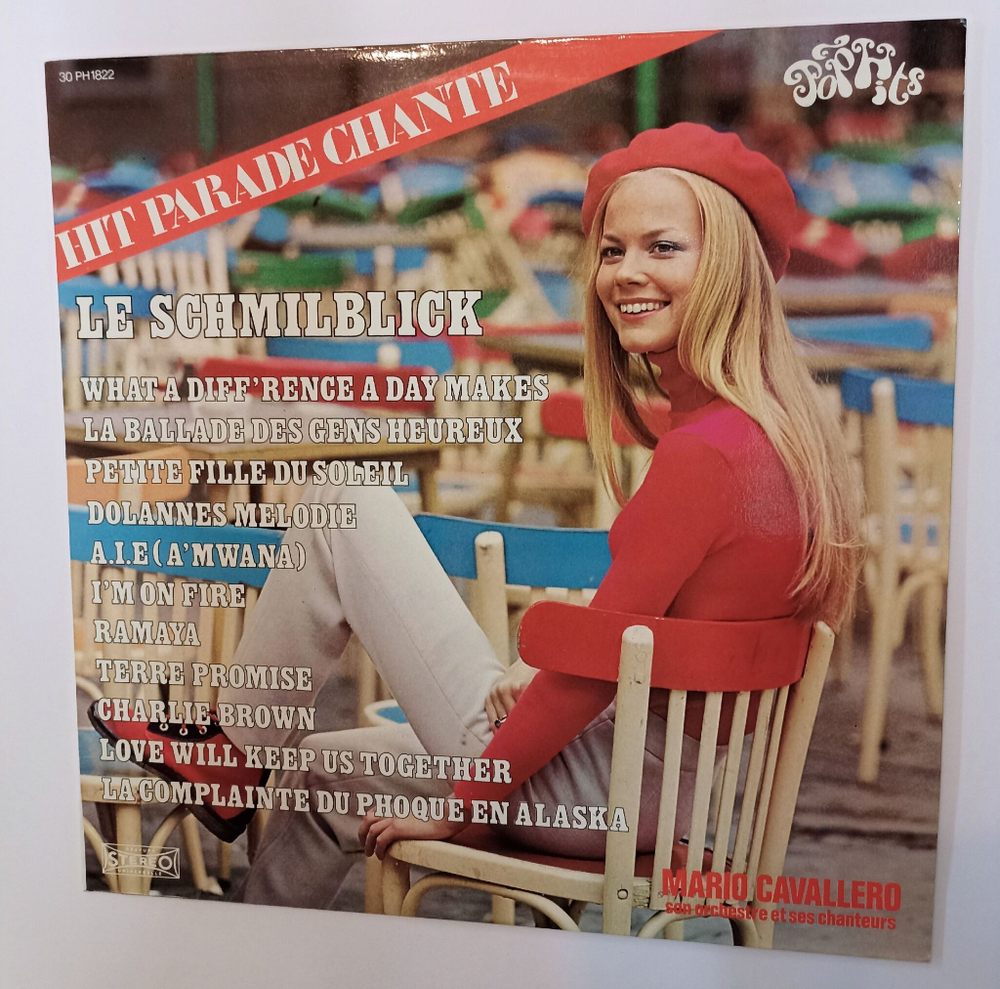 30 PH 1822
POP HitS
HIT PARADE CHANTE
LE SCHMILBLICK
WHAT A DIFF'RENCE A DAY MAKES
LA BALLADE DES GENS HEUREUX
PETITE FILLE DU SOLEIL
DOLANNES MELODIE
A.I.E (A'MWANA)
I'M ON FIRE
RAMAYA
TERRE PROMISE
CHARLIE BROWN
LOVE WILL KEEP US TOGETHER
LA COMPLAINTE DU PHOQUE EN ALASKA
STEREO
MARIO CAVALLERO
son orchestre et ses chanteurs